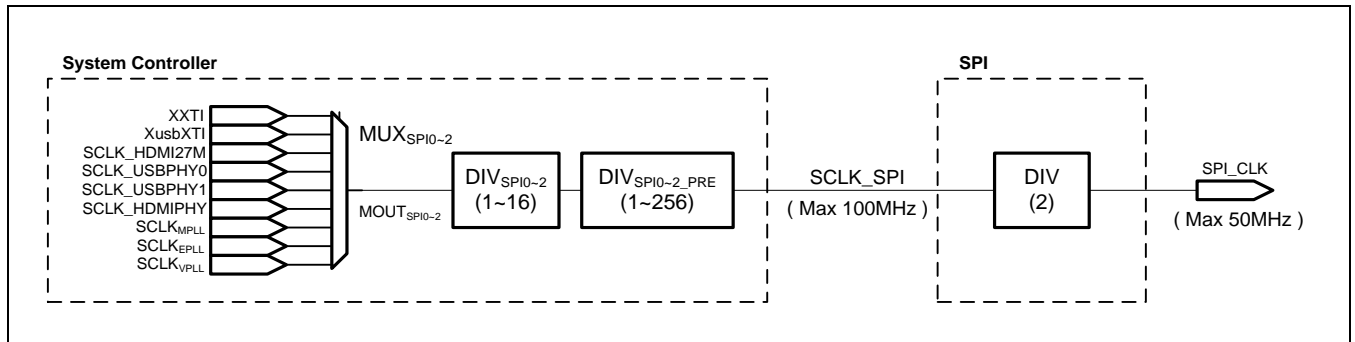 System Controller
SPI
XXTI
XusbXTI
SCLK_HDMI27M
SCLK_USBPHY0
SCLK_USBPHY1
SCLK_HDMIPHY
SCLKMPLL
SCLKEPLL
SCLKVPLL
MUXSPI0~2
MOUTSPI0~2
DIVSPI0~2
(1~16)
DIVSPI0~2_PRE
(1~256)
SCLK_SPI
( Max 100MHz )
DIV
(2)
SPI_CLK
( Max 50MHz )